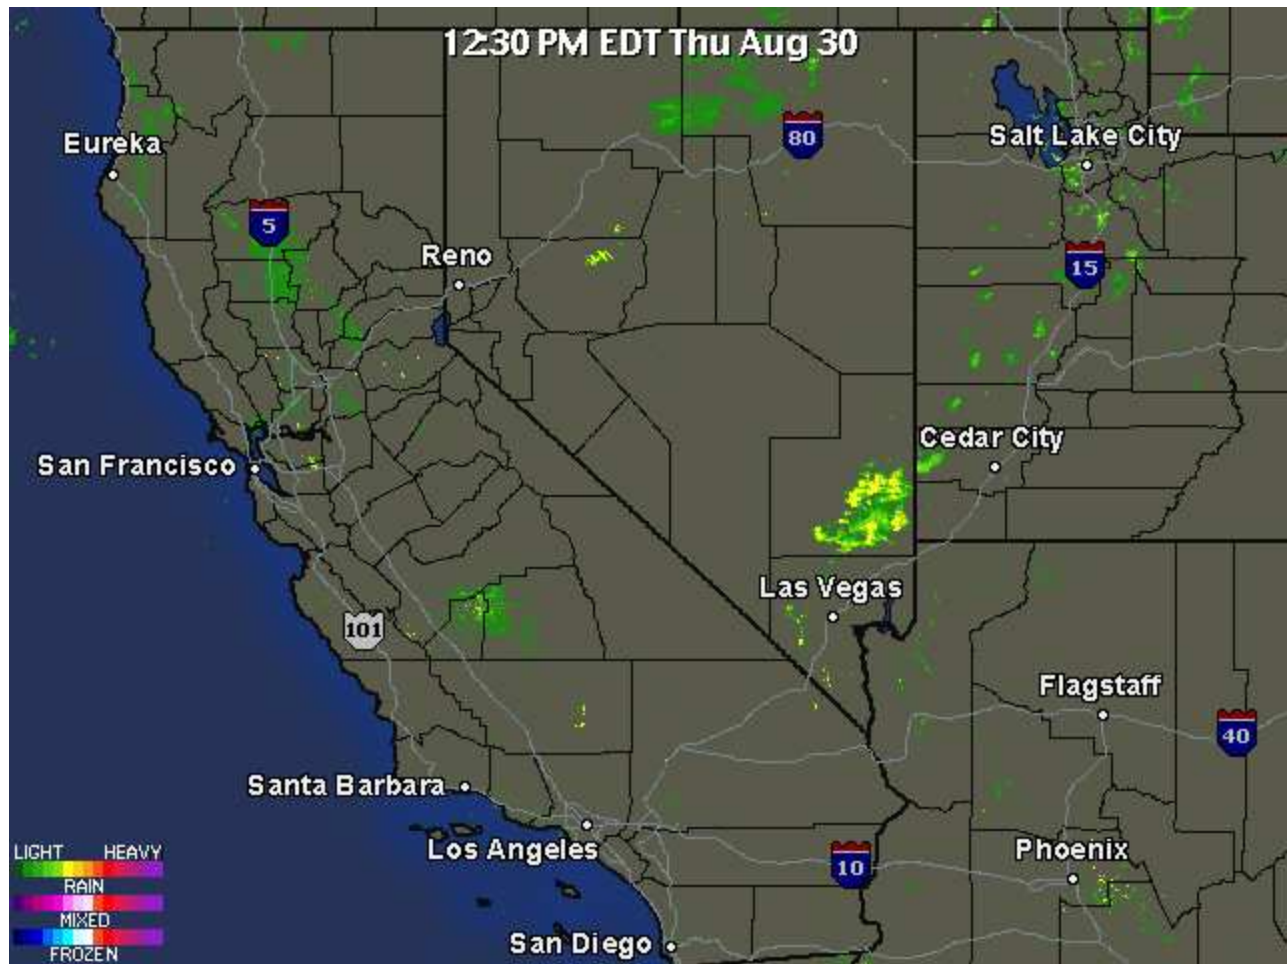 12:30 PM EDT Thu Aug 30
Eureka
80
Salt Lake City
5
Reno
15
Cedar City
San Francisco
Las Vegas
101
Flagstaff
40
Santa Barbara
Los Angeles
10
Phoenix
LIGHT HEAVY
RAIN
MIXED
FROZEN
San Diego